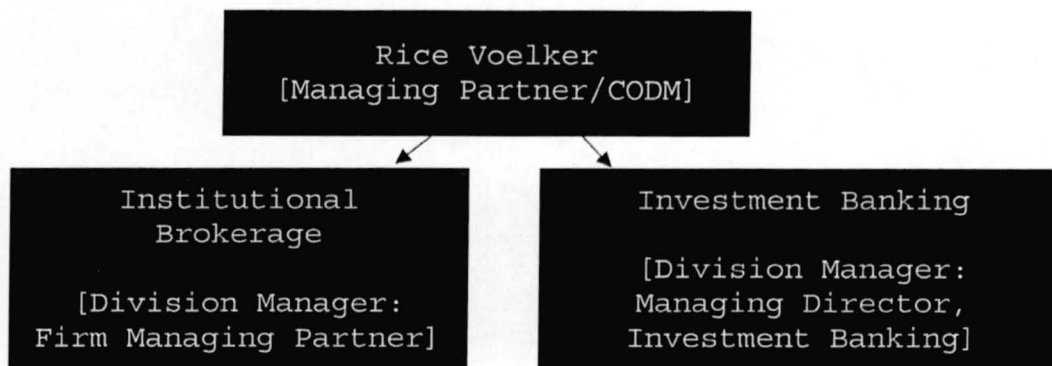 Rice Voelker
[Managing Partner/CODM]
Institutional
Brokerage
[Division Manager:
Firm Managing Partner]
Investment Banking
[Division Manager:
Managing Director,
Investment Banking]